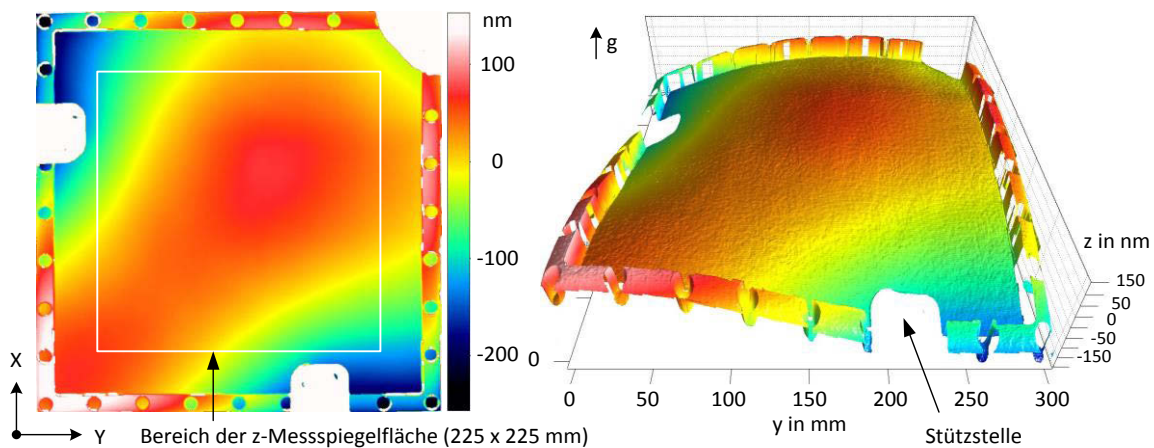 nm
100
0
-100
-200
X
Y
Bereich der z-Messspiegelfläche (225 x 225 mm)
g
z in nm
150
50
0
-50
-150
0
0
50
100
150
200
250
300
y in mm
Stützstelle